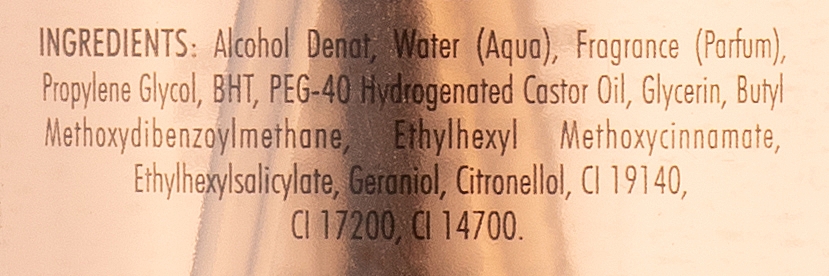 INGREDIENTS: Alcohol Denat, Water (Aqua), Fragrance (Parfum),
Propylene Glycol, BHT, PEG-40 Hydrogenated Castor Oil, Glycerin, Butyl
Methoxydibenzoylmethane, Ethylhexyl Methoxycinnamate,
Ethylhexylsalicylate, Geraniol, Citronellol, CI 19140,
CI 17200, CI 14700.